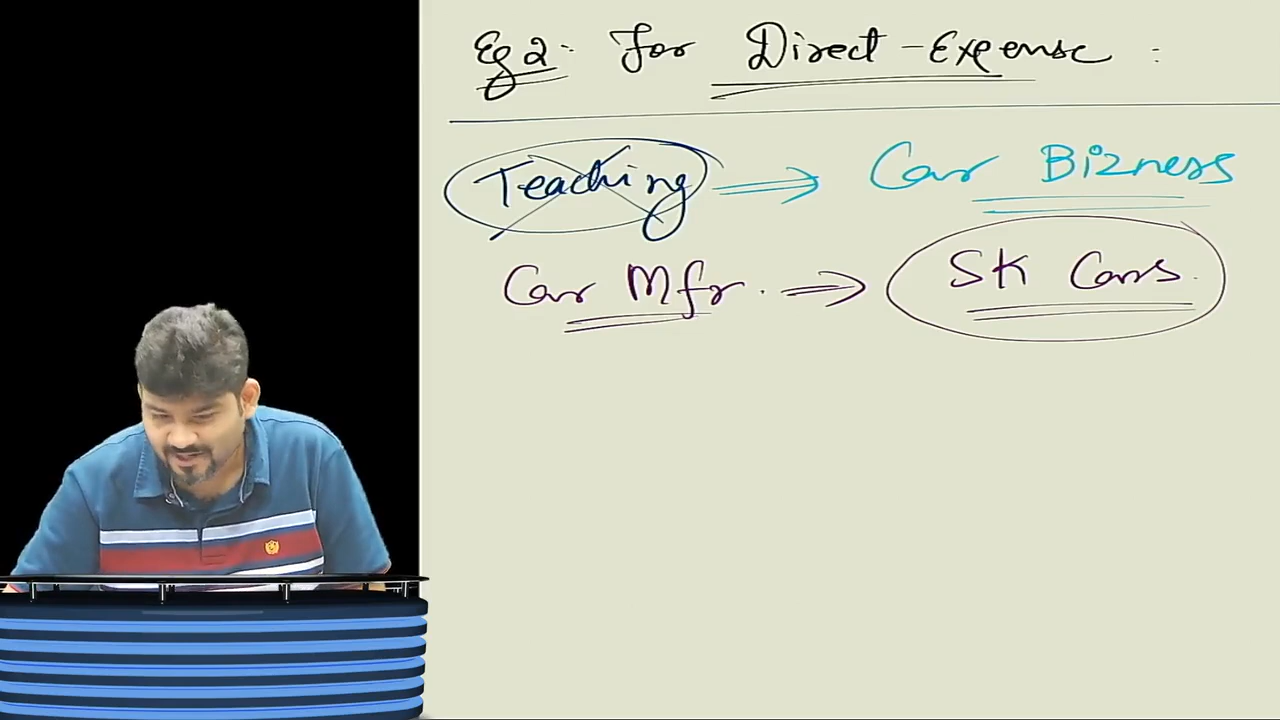 Eg 2: For Direct-Expense :
Teaching ⇒ Car Bizness
Car Mfr. ⇒ SK Cars.